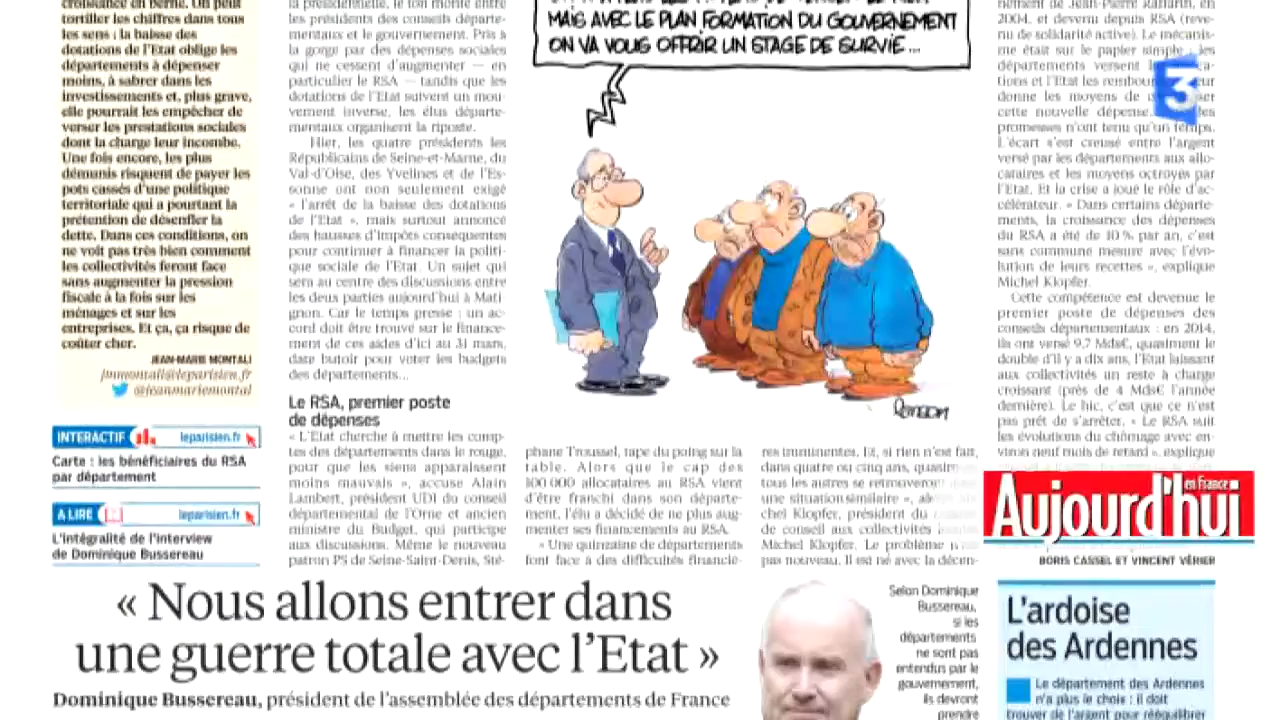 croissance en berne. On peut
tortiller les chiffres dans tous
les sens : la baisse des
dotations de l'Etat oblige les
départements à dépenser
moins, à sabrer dans les
investissements et, plus grave,
elle pourrait les empêcher de
verser les prestations sociales
dont la charge leur incombe.
Une fois encore, les plus
démunis risquent de payer les
pots cassés d'une politique
territoriale qui a pourtant la
prétention de désenfler la
dette. Dans ces conditions, on
ne voit pas très bien comment
les collectivités feront face
sans augmenter la pression
fiscale à la fois sur les
ménages et sur les
entreprises. Et ça, ça risque de
coûter cher.
JEAN-MARIE MONTALI
jmmontali@leparisien.fr
@jeanmariemontal
INTERACTIF leparisien.fr
Carte : les bénéficiaires du RSA
par département
A LIRE leparisien.fr
L'intégralité de l'interview
de Dominique Bussereau
la présidentielle, le ton monte entre
les présidents des conseils départe-
mentaux et le gouvernement. Pris à
la gorge par des dépenses sociales
qui ne cessent d'augmenter — en
particulier le RSA — tandis que les
dotations de l'Etat suivent un mou-
vement inverse, les élus départe-
mentaux organisent la riposte.
Hier, les quatre présidents les
Républicains de Seine-et-Marne, du
Val-d'Oise, des Yvelines et de l'Es-
sonne ont non seulement exigé
« l'arrêt de la baisse des dotations
de l'Etat », mais surtout annoncé
des hausses d'impôts conséquentes
pour continuer à financer la politi-
que sociale de l'Etat. Un sujet qui
sera au centre des discussions entre
les deux parties aujourd'hui à Mati
gnon. Car le temps presse : un ac-
cord doit être trouvé sur le finance-
ment de ces aides d'ici au 31 mars,
date butoir pour voter les budgets
des départements...
Le RSA, premier poste
de dépenses
« L'Etat cherche à mettre les comp-
tes des départements dans le rouge,
pour que les siens apparaissent
moins mauvais », accuse Alain
Lambert, président UDI du conseil
départemental de l'Orne et ancien
ministre du Budget, qui participe
aux discussions. Même le nouveau
patron PS de Seine-Saint-Denis, Sté-
MAIS AVEC LE PLAN FORMATION DU GOUVERNEMENT
ON VA VOUS OFFRIR UN STAGE DE SURVIE...
RANSON
phane Troussel, tape du poing sur la
table. Alors que le cap des
100 000 allocataires au RSA vient
d'être franchi dans son départe-
ment, l'élu a décidé de ne plus aug-
menter ses financements au RSA.
« Une quinzaine de départements
font face à des difficultés financiè-
res imminentes. Et, si rien n'est fait,
dans quatre ou cinq ans,
tous les autres se retrouveront
une situation similaire »,
chel Klopfer, président du
de conseil aux collectivités
Michel Klopfer. Le problème
pas nouveau. Il est né avec la décen-
nement de Jean-Pierre Raffarin, en
2004, et devenu depuis RSA (reve-
nu de solidarité active). Le mécanis-
me était sur le papier simple : les
départements versent
tions et l'Etat les
donne les moyens de
cette nouvelle dépense. les
promesses n'ont tenu qu'un temps.
L'écart s'est creusé entre l'argent
versé par les départements aux allo-
cataires et les moyens octroyés par
l'Etat. Et la crise a joué le rôle d'ac-
célérateur. « Dans certains départe-
ments, la croissance des dépenses
du RSA a été de 10 % par an, c'est
sans commune mesure avec l'évo-
lution de leurs recettes », explique
Michel Klopfer.
Cette compétence est devenue le
premier poste de dépenses des
conseils départementaux : en 2014,
ils ont versé 9,7 Mds€, quasiment le
double d'il y a dix ans, l'Etat laissant
aux collectivités un reste à charge
croissant (près de 4 Mds€ l'année
dernière). Le hic, c'est que ce n'est
pas prêt de s'arrêter. « Le RSA suit
les évolutions du chômage avec en-
viron neuf mois de retard », explique
3
Aujourd'hui
en France
BORIS CASSEL ET VINCENT VÉRIER
« Nous allons entrer dans
une guerre totale avec l'Etat »
Dominique Bussereau, président de l'assemblée des départements de France
Selon Dominique
Bussereau,
si les
départements
ne sont pas
entendus par le
gouvernement,
ils devront
prendre
L'ardoise
des Ardennes
Le département des Ardennes
n'a plus le choix : il doit
trouver de l'argent pour rééquilibrer